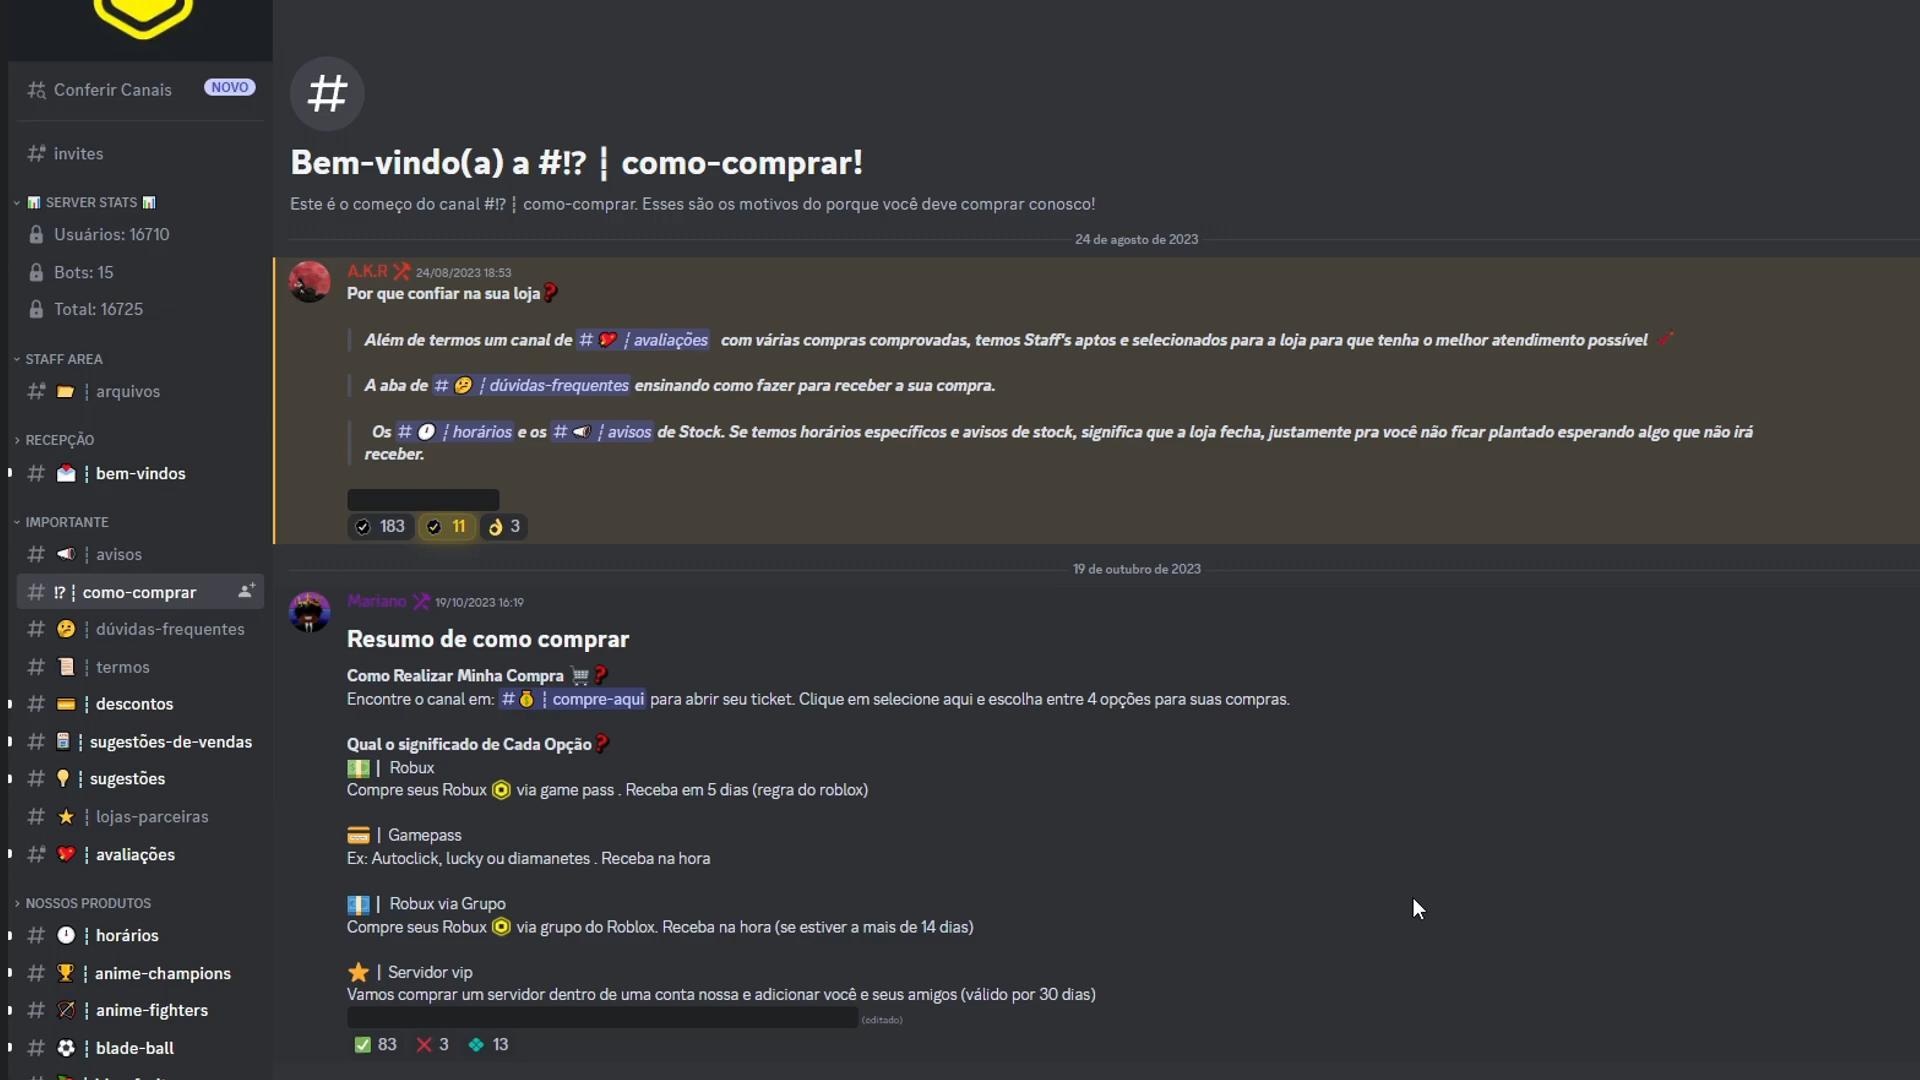 Conferir Canais NOVO
invites
SERVER STATS
Usuários: 16710
Bots: 15
Total: 16725
STAFF AREA
¦ arquivos
RECEPÇÃO
¦ bem-vindos
IMPORTANTE
¦ avisos
⁉ ¦ como-comprar
¦ dúvidas-frequentes
¦ termos
¦ descontos
¦ sugestões-de-vendas
¦ sugestões
¦ lojas-parceiras
¦ avaliações
NOSSOS PRODUTOS
¦ horários
¦ anime-champions
¦ anime-fighters
¦ blade-ball
#
Bem-vindo(a) a #⁉ ¦ como-comprar!
Este é o começo do canal #⁉ ¦ como-comprar. Esses são os motivos do porque você deve comprar conosco!
24 de agosto de 2023
A.K.R 24/08/2023 18:53
Por que confiar na sua loja❓
Além de termos um canal de # ¦ avaliações com várias compras comprovadas, temos Staff's aptos e selecionados para a loja para que tenha o melhor atendimento possível
A aba de # ¦ dúvidas-frequentes ensinando como fazer para receber a sua compra.
Os # ¦ horários e os # ¦ avisos de Stock. Se temos horários específicos e avisos de stock, significa que a loja fecha, justamente pra você não ficar plantado esperando algo que não irá
receber.
183 11 3
19 de outubro de 2023
Mariano 19/10/2023 16:19
Resumo de como comprar
Como Realizar Minha Compra ❓
Encontre o canal em: # ¦ compre-aqui para abrir seu ticket. Clique em selecione aqui e escolha entre 4 opções para suas compras.
Qual o significado de Cada Opção❓
| Robux
Compre seus Robux via game pass . Receba em 5 dias (regra do roblox)
| Gamepass
Ex: Autoclick, lucky ou diamanetes . Receba na hora
| Robux via Grupo
Compre seus Robux via grupo do Roblox. Receba na hora (se estiver a mais de 14 dias)
| Servidor vip
Vamos comprar um servidor dentro de uma conta nossa e adicionar você e seus amigos (válido por 30 dias)
(editado)
83 3 13